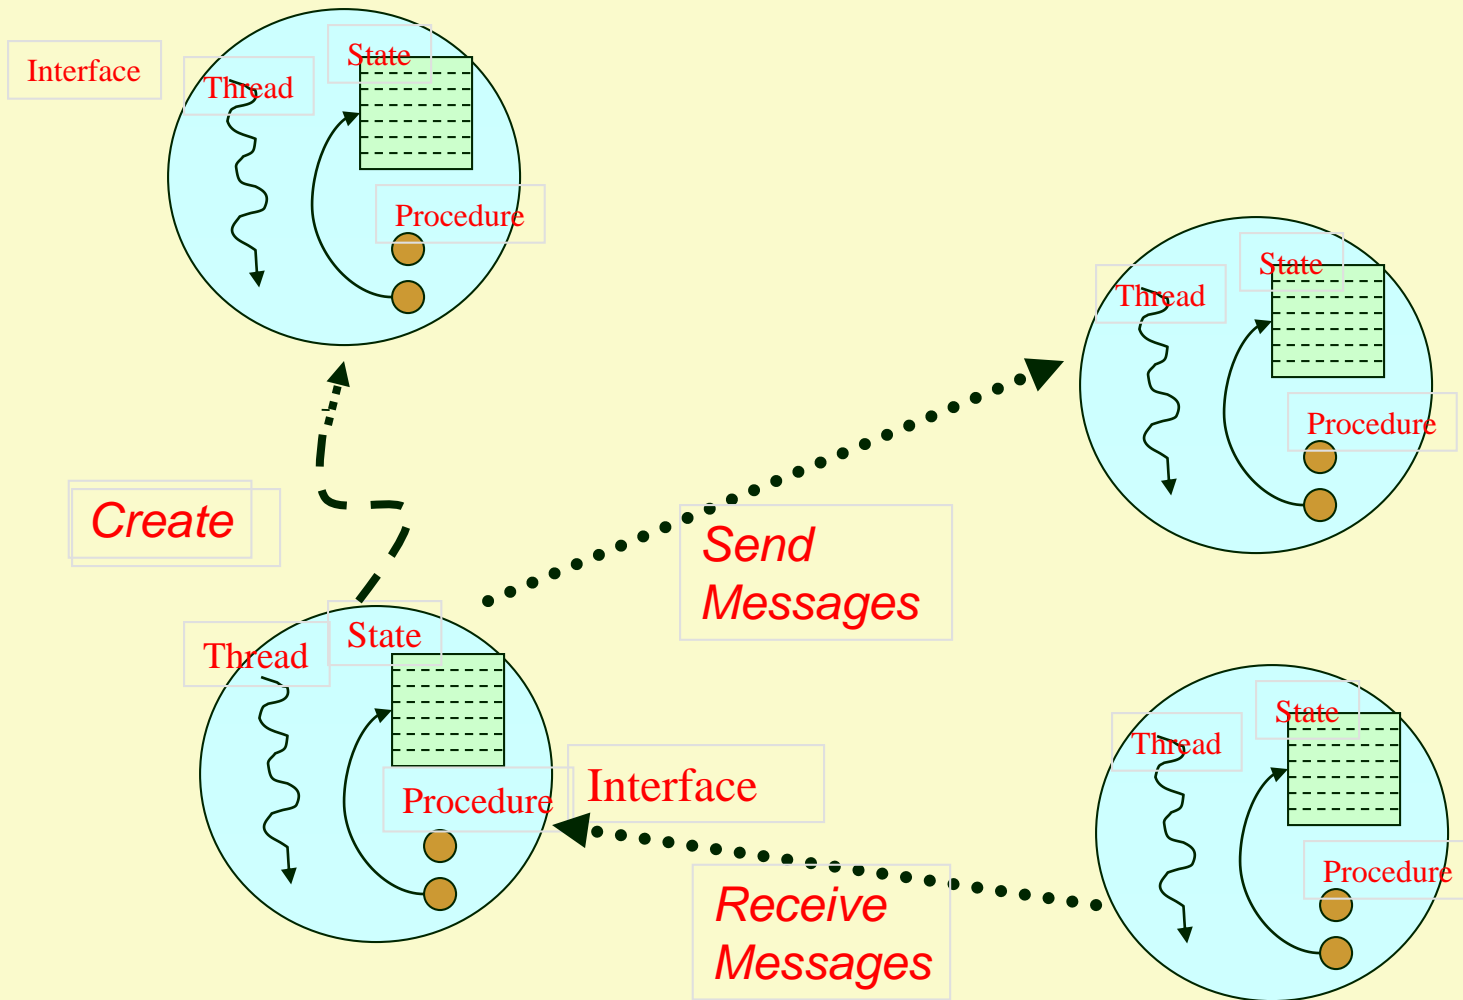 Interface
Thread
State
Procedure
Thread
State
Procedure
Create
Send
Messages
Thread
State
Procedure
Interface
Thread
State
Procedure
Receive
Messages